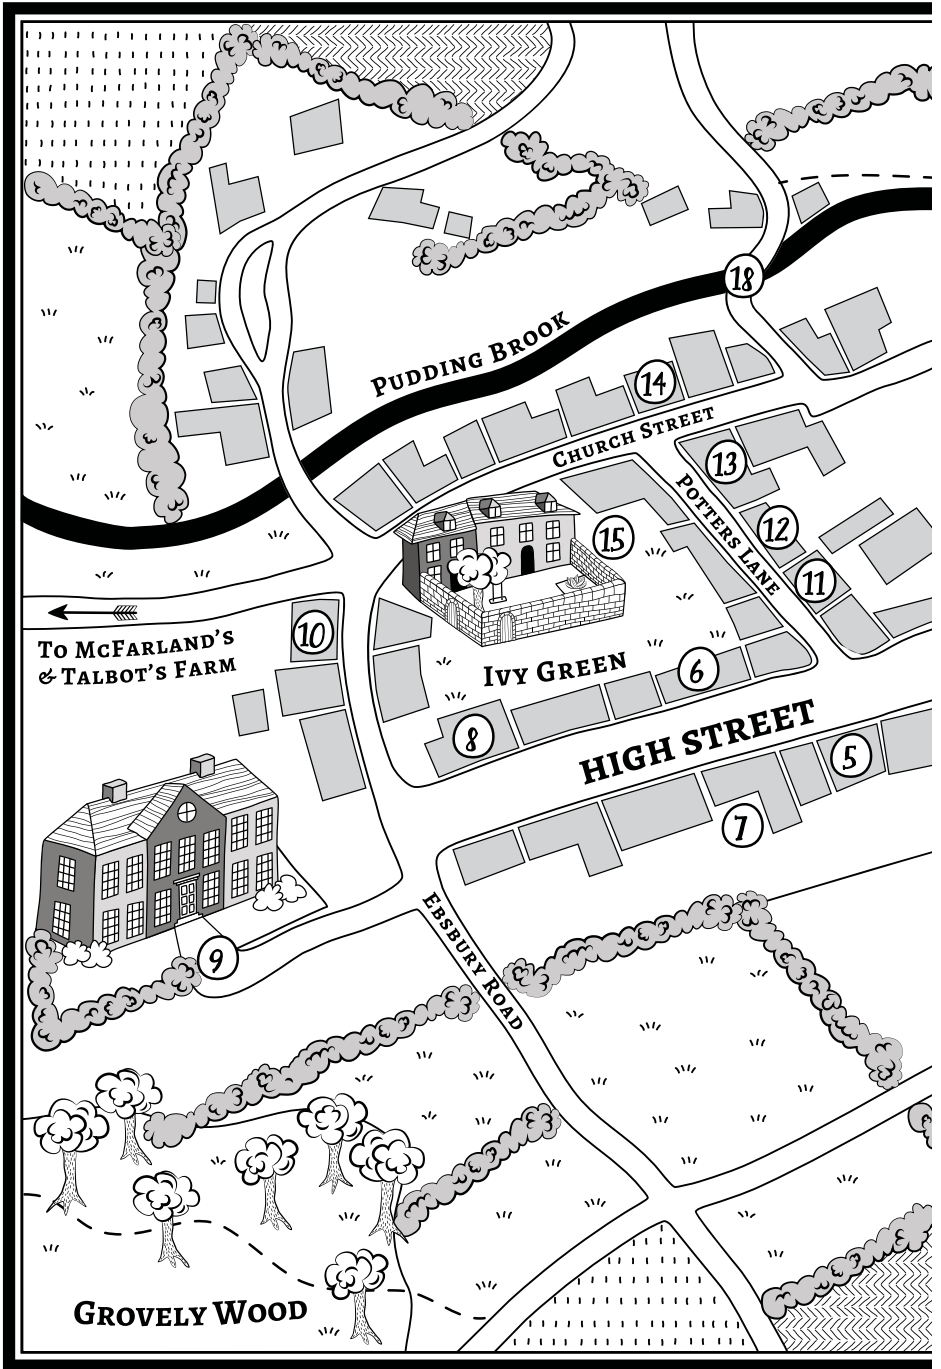 18
PUDDING BROOK
14
CHURCH STREET
13
POTTERS LANE
12
15
11
TO MCFARLAND'S
& TALBOT'S FARM
10
IVY GREEN
6
8
HIGH STREET
5
7
9
EBSBURY ROAD
GROVELY WOOD